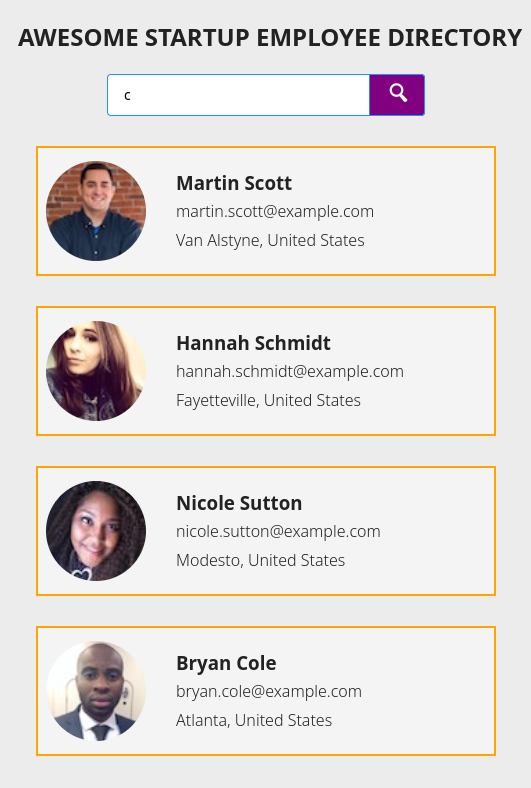 AWESOME STARTUP EMPLOYEE DIRECTORY
c
Martin Scott
martin.scott@example.com
Van Alstyne, United States
Hannah Schmidt
hannah.schmidt@example.com
Fayetteville, United States
Nicole Sutton
nicole.sutton@example.com
Modesto, United States
Bryan Cole
bryan.cole@example.com
Atlanta, United States